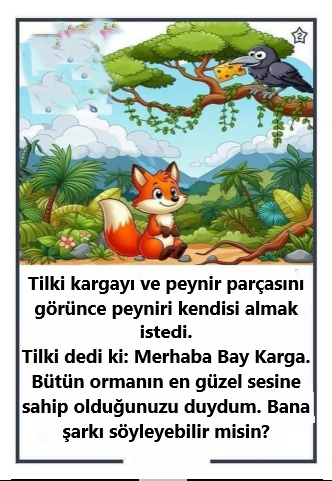 2
Tilki kargayı ve peynir parçasını
görünce peyniri kendisi almak
istedi.
Tilki dedi ki: Merhaba Bay Karga.
Bütün ormanın en güzel sesine
sahip olduğunuzu duydum. Bana
şarkı söyleyebilir misin?